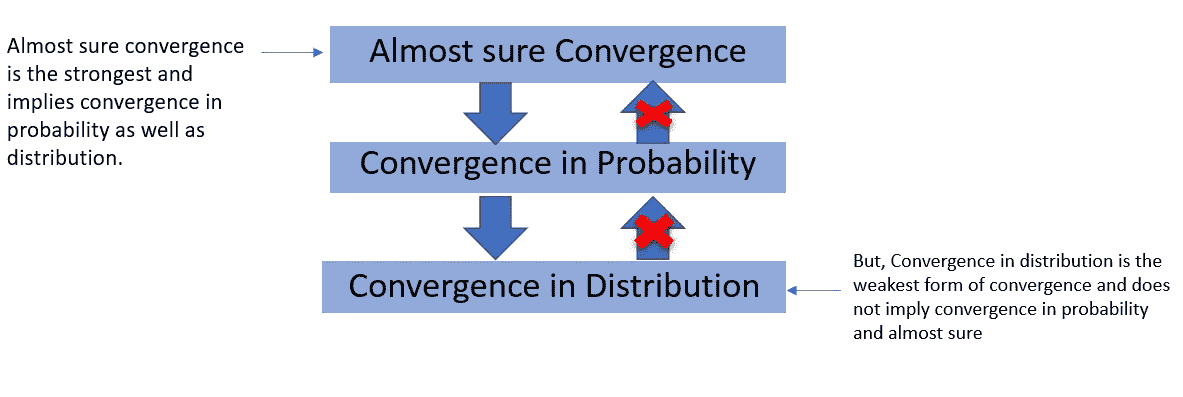 Almost sure convergence
is the strongest and
implies convergence in
probability as well as
distribution.
Almost sure Convergence
Convergence in Probability
Convergence in Distribution
But, Convergence in distribution is the
weakest form of convergence and does
not imply convergence in probability
and almost sure